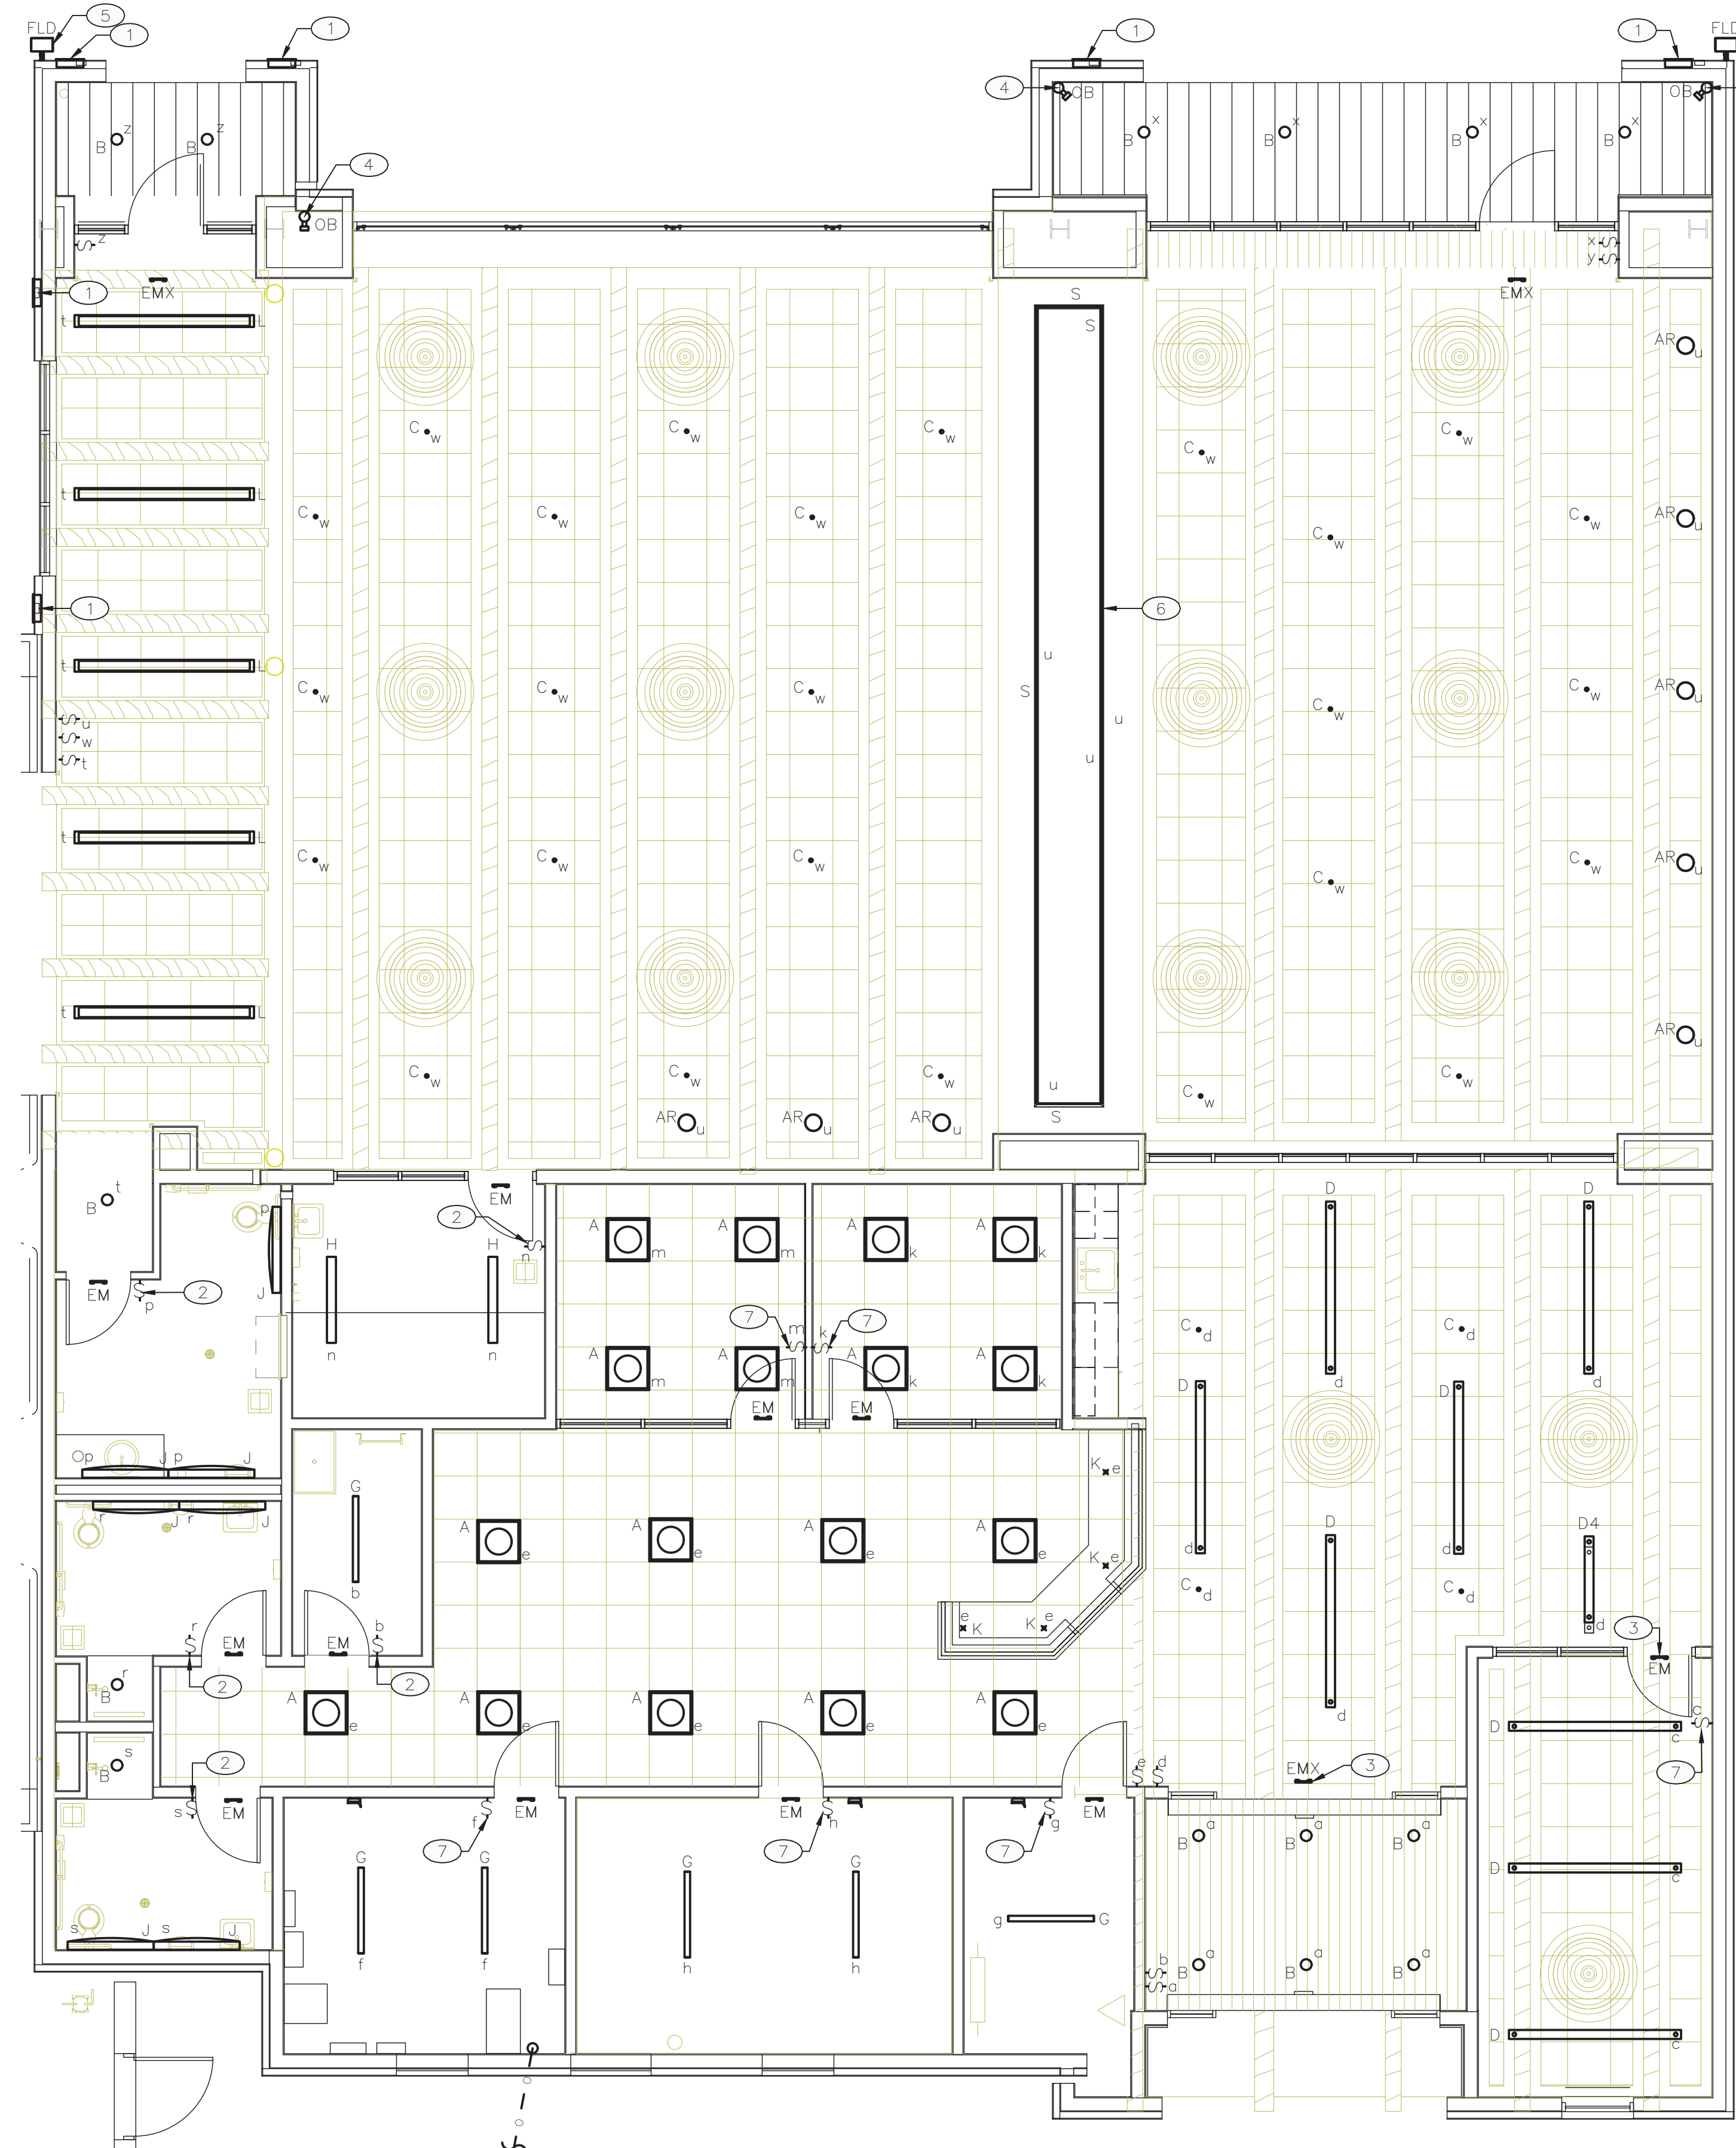 FLD 5 1 1 1 1 FLD
4 OB OB
B z B z B x B x B x B x
4
OB
z x
y
1 EMX EMX
t L S
S
AR u
C w C w C w C w
C w
t L C w C w C w C w AR u
C w
1 6
u
t L C w C w C w S C w AR u
C w
u w t
u
u
t L
C w C w C w C w AR u
C w
t L AR u
C w C w C w u C w
C w
AR u AR u AR u S
B t EM D D
p 2 A m A m A k A k
n
EM 2 p J H H
7 m k 7 C d C d
n n A m A m A k A k d d
EM EM D D
p J p J K e
G
r J r J
A e A e A e A e D D4
K e d d
b C d C d
e K K e d
r b 3
EM EM EM
B r 2 2
A e A e A e A e A e d c
D c
B s 2 e d EMX 3 7
s EM f EM EM h g EM
7 7 7 B a B a B a
G G G G D c
s J s J g G
f f h h b
a B a B a B a
D c